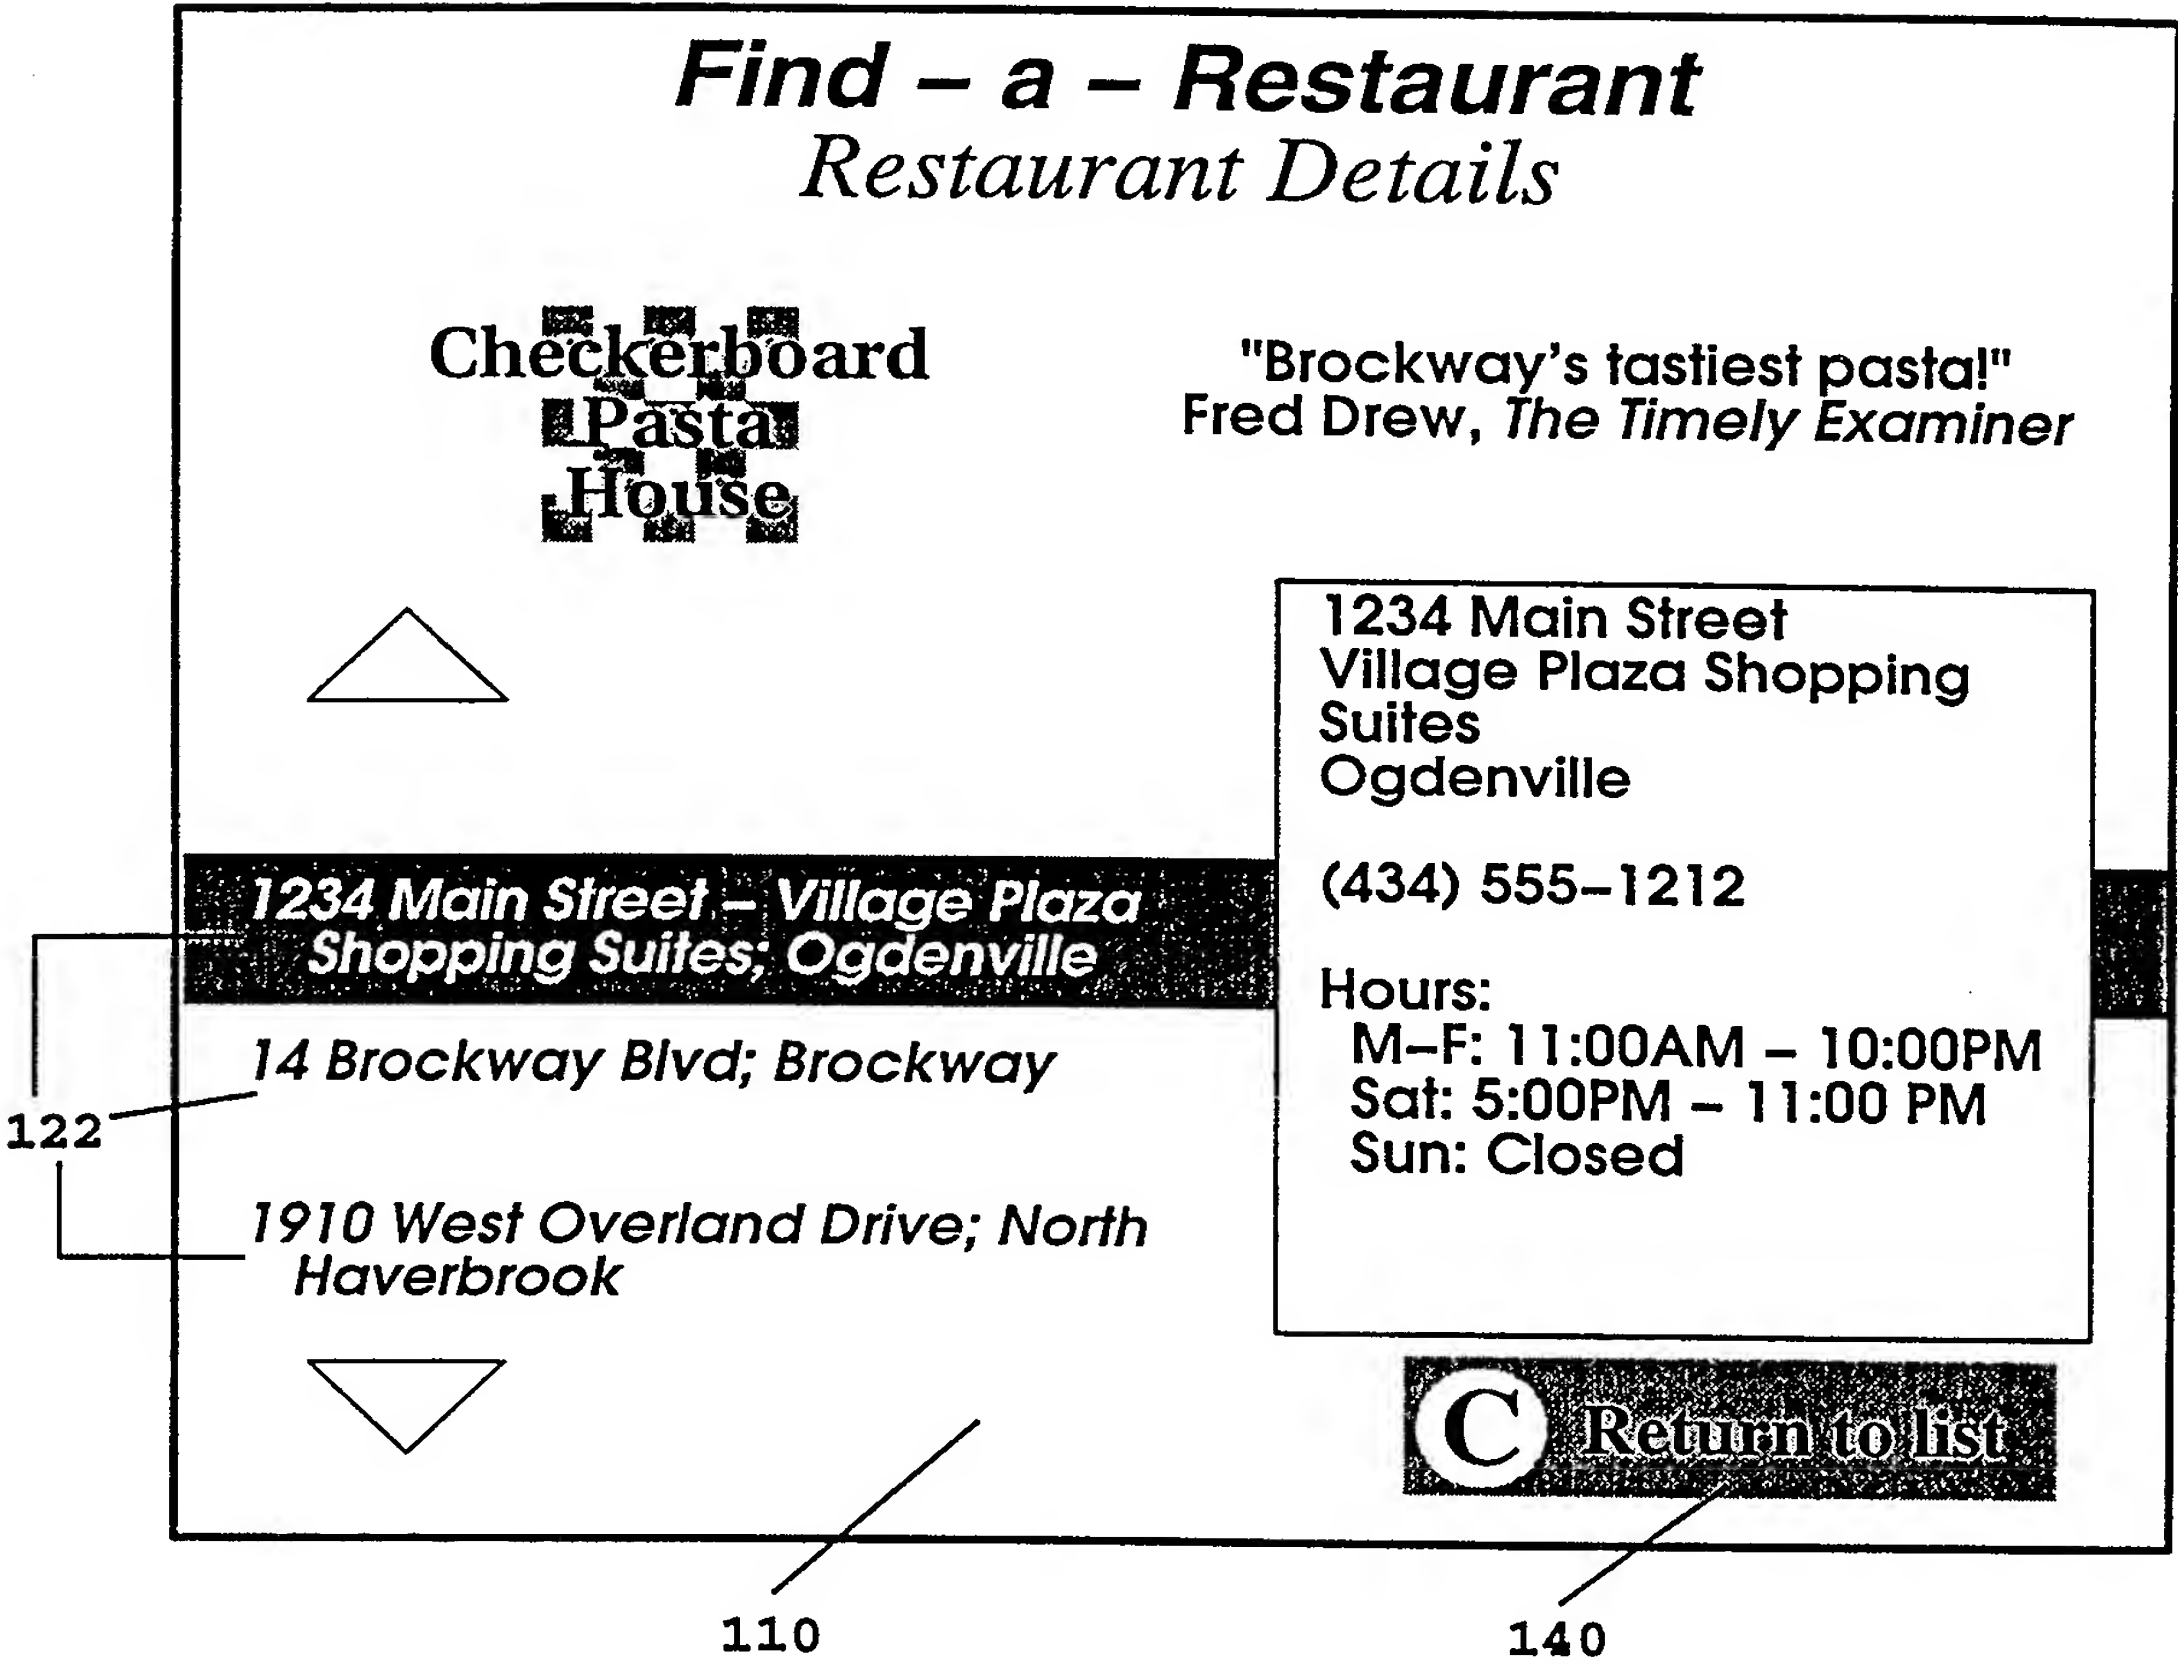 Find – a – Restaurant
Restaurant Details
Checkerboard
Pasta
House
"Brockway's tastiest pasta!"
Fred Drew, The Timely Examiner
1234 Main Street
Village Plaza Shopping
Suites
Ogdenville
(434) 555–1212
Hours:
M–F: 11:00AM – 10:00PM
Sat: 5:00PM – 11:00 PM
Sun: Closed
1234 Main Street – Village Plaza
Shopping Suites; Ogdenville
14 Brockway Blvd; Brockway
1910 West Overland Drive; North
Haverbrook
122
C Return to list
110
140